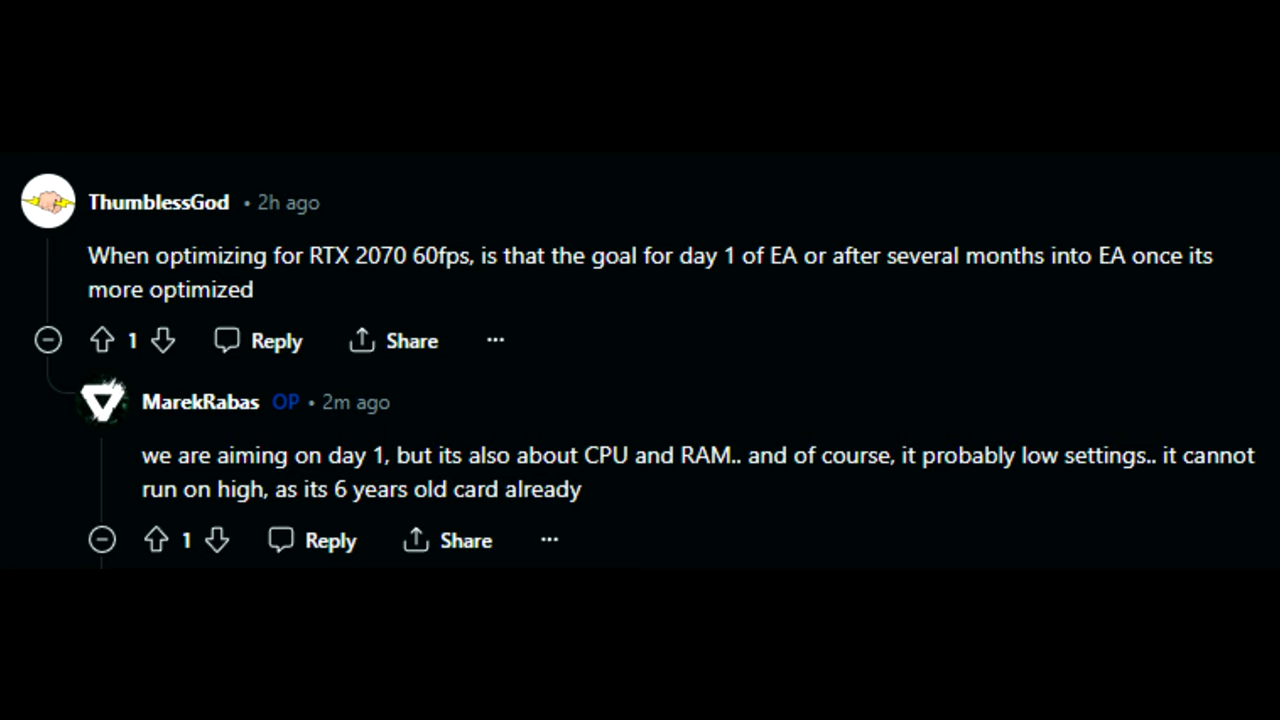 ThumblessGod • 2h ago
When optimizing for RTX 2070 60fps, is that the goal for day 1 of EA or after several months into EA once its
more optimized
1 Reply Share ...
MarekRabas OP • 2m ago
we are aiming on day 1, but its also about CPU and RAM.. and of course, it probably low settings.. it cannot
run on high, as its 6 years old card already
1 Reply Share ...